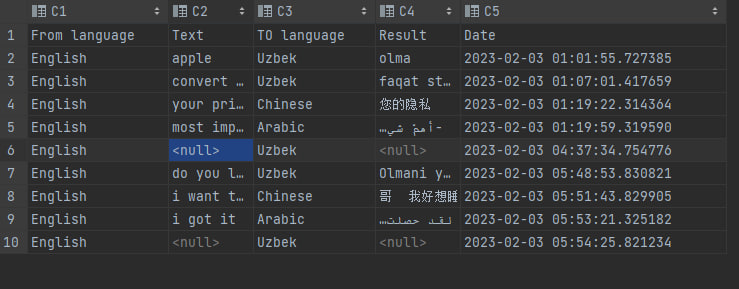 C1 C2 C3 C4 C5
1 From language Text TO language Result Date
2 English apple Uzbek olma 2023-02-03 01:01:55.727385
3 English convert … Uzbek faqat st… 2023-02-03 01:07:01.417659
4 English your pri… Chinese 您的隐私 2023-02-03 01:19:22.314364
5 English most imp… Arabic -أهمّ شي… 2023-02-03 01:19:59.319590
6 English <null> Uzbek <null> 2023-02-03 04:37:34.754776
7 English do you l… Uzbek Olmani y… 2023-02-03 05:48:53.830821
8 English i want t… Chinese 哥 我好想睡 2023-02-03 05:51:43.829905
9 English i got it Arabic لقد حصلت… 2023-02-03 05:53:21.325182
10 English <null> Uzbek <null> 2023-02-03 05:54:25.821234